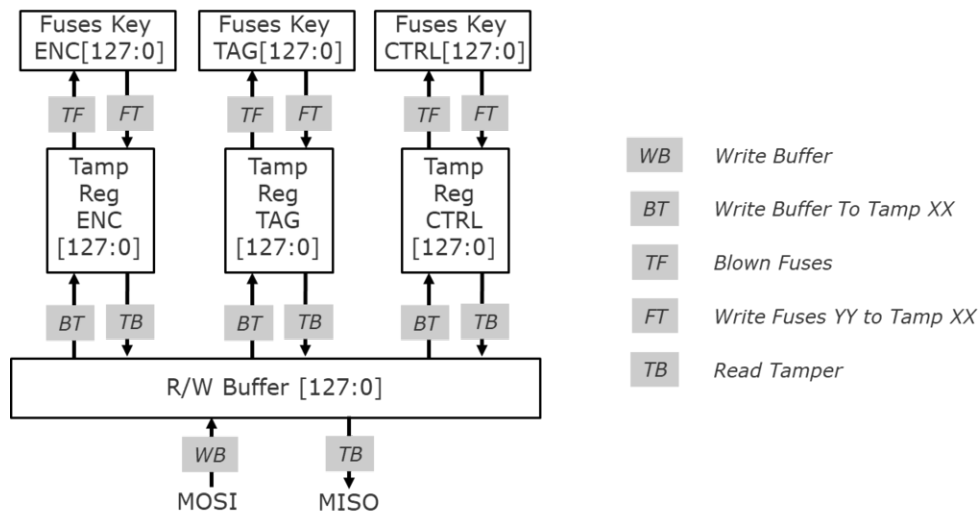 Fuses Key
ENC[127:0]
Fuses Key
TAG[127:0]
Fuses Key
CTRL[127:0]
TF
FT
TF
FT
TF
FT
Tamp
Reg
ENC
[127:0]
Tamp
Reg
TAG
[127:0]
Tamp
Reg
CTRL
[127:0]
BT
TB
BT
TB
BT
TB
R/W Buffer [127:0]
WB
TB
MOSI
MISO
WB Write Buffer
BT Write Buffer To Tamp XX
TF Blown Fuses
FT Write Fuses YY to Tamp XX
TB Read Tamper